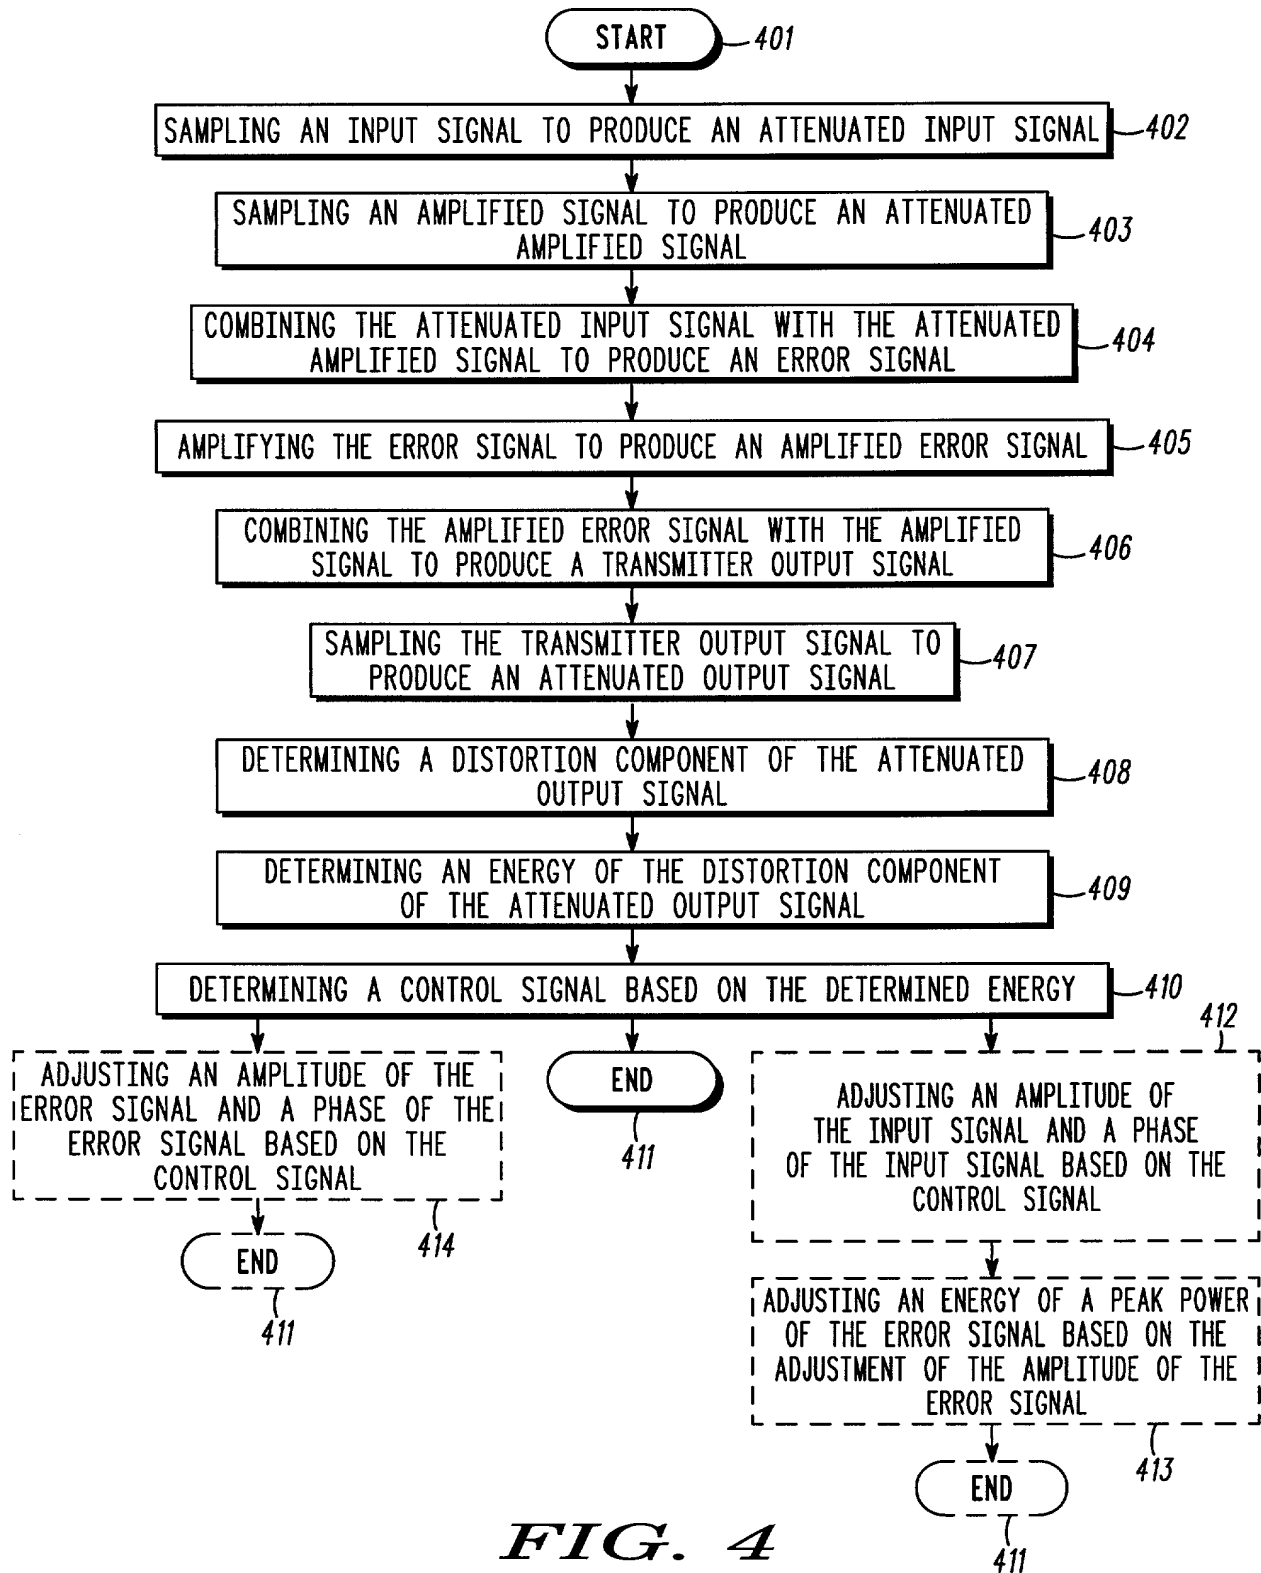 START
401
SAMPLING AN INPUT SIGNAL TO PRODUCE AN ATTENUATED INPUT SIGNAL
402
SAMPLING AN AMPLIFIED SIGNAL TO PRODUCE AN ATTENUATED
AMPLIFIED SIGNAL
403
COMBINING THE ATTENUATED INPUT SIGNAL WITH THE ATTENUATED
AMPLIFIED SIGNAL TO PRODUCE AN ERROR SIGNAL
404
AMPLIFYING THE ERROR SIGNAL TO PRODUCE AN AMPLIFIED ERROR SIGNAL
405
COMBINING THE AMPLIFIED ERROR SIGNAL WITH THE AMPLIFIED
SIGNAL TO PRODUCE A TRANSMITTER OUTPUT SIGNAL
406
SAMPLING THE TRANSMITTER OUTPUT SIGNAL TO
PRODUCE AN ATTENUATED OUTPUT SIGNAL
407
DETERMINING A DISTORTION COMPONENT OF THE ATTENUATED
OUTPUT SIGNAL
408
DETERMINING AN ENERGY OF THE DISTORTION COMPONENT
OF THE ATTENUATED OUTPUT SIGNAL
409
DETERMINING A CONTROL SIGNAL BASED ON THE DETERMINED ENERGY
410
ADJUSTING AN AMPLITUDE OF THE
ERROR SIGNAL AND A PHASE OF THE
ERROR SIGNAL BASED ON THE
CONTROL SIGNAL
414
END
411
END
411
412
ADJUSTING AN AMPLITUDE OF
THE INPUT SIGNAL AND A PHASE
OF THE INPUT SIGNAL BASED ON THE
CONTROL SIGNAL
ADJUSTING AN ENERGY OF A PEAK POWER
OF THE ERROR SIGNAL BASED ON THE
ADJUSTMENT OF THE AMPLITUDE OF THE
ERROR SIGNAL
413
END
411
FIG. 4